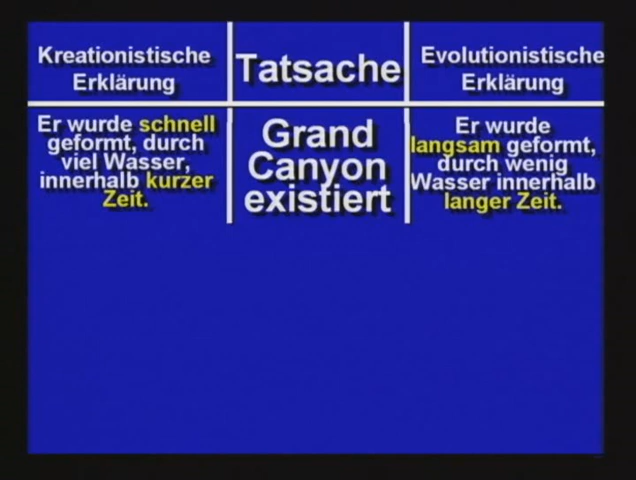 Kreationistische
Erklärung
Tatsache
Evolutionistische
Erklärung
Er wurde schnell
geformt, durch
viel Wasser,
innerhalb kurzer
Zeit.
Grand
Canyon
existiert
Er wurde
langsam geformt,
durch wenig
Wasser innerhalb
langer Zeit.